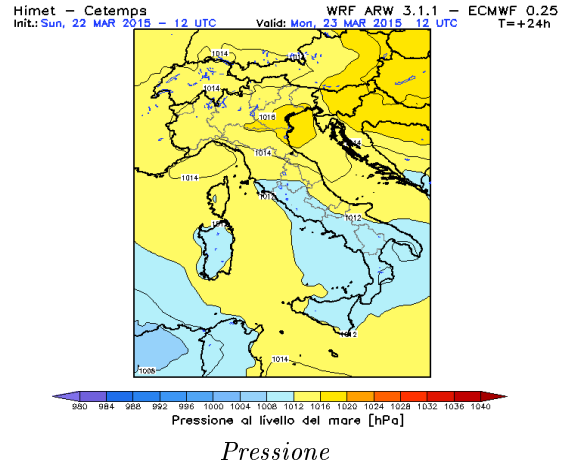 Himet – Cetemps WRF ARW 3.1.1 – ECMWF 0.25
Init.: Sun, 22 MAR 2015 – 12 UTC Valid: Mon, 23 MAR 2015 12 UTC T=+24h
1014
1014
1014
1016
1014
1014
1012
1012
1014
1008
980 984 988 992 996 1000 1004 1008 1012 1016 1020 1024 1028 1032 1036 1040
Pressione al livello del mare [hPa]
Pressione